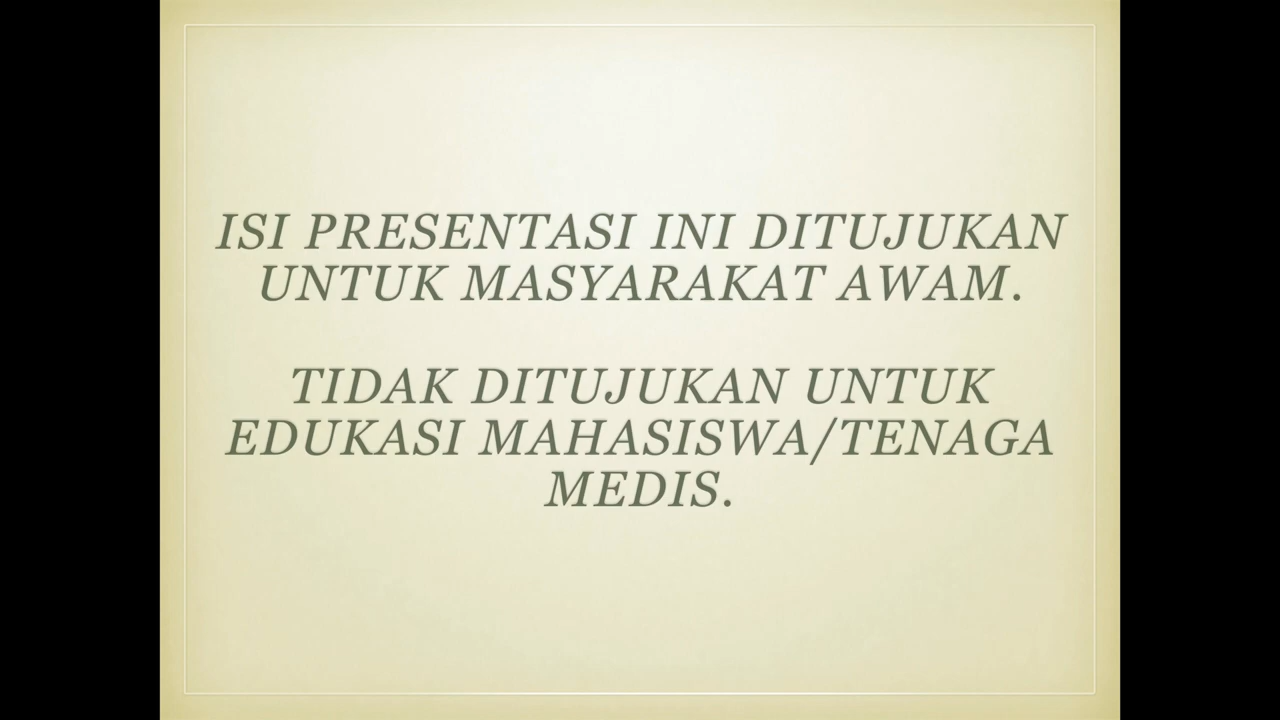 ISI PRESENTASI INI DITUJUKAN
UNTUK MASYARAKAT AWAM.
TIDAK DITUJUKAN UNTUK
EDUKASI MAHASISWA/TENAGA
MEDIS.